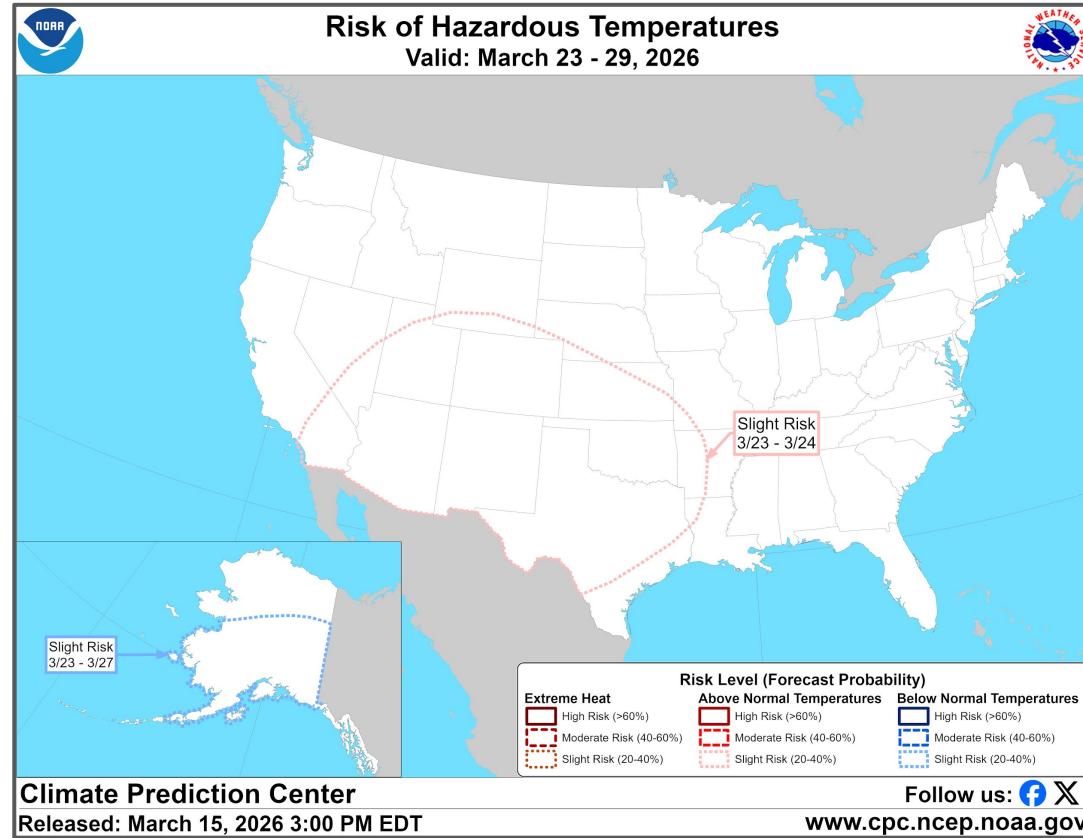 NOAA
Risk of Hazardous Temperatures
Valid: March 23 - 29, 2026
NATIONAL WEATHER SERVICE
Slight Risk
3/23 - 3/24
Slight Risk
3/23 - 3/27
Risk Level (Forecast Probability)
Extreme Heat
High Risk (>60%)
Moderate Risk (40-60%)
Slight Risk (20-40%)
Above Normal Temperatures
High Risk (>60%)
Moderate Risk (40-60%)
Slight Risk (20-40%)
Below Normal Temperatures
High Risk (>60%)
Moderate Risk (40-60%)
Slight Risk (20-40%)
Climate Prediction Center
Follow us:
Released: March 15, 2026 3:00 PM EDT
www.cpc.ncep.noaa.gov